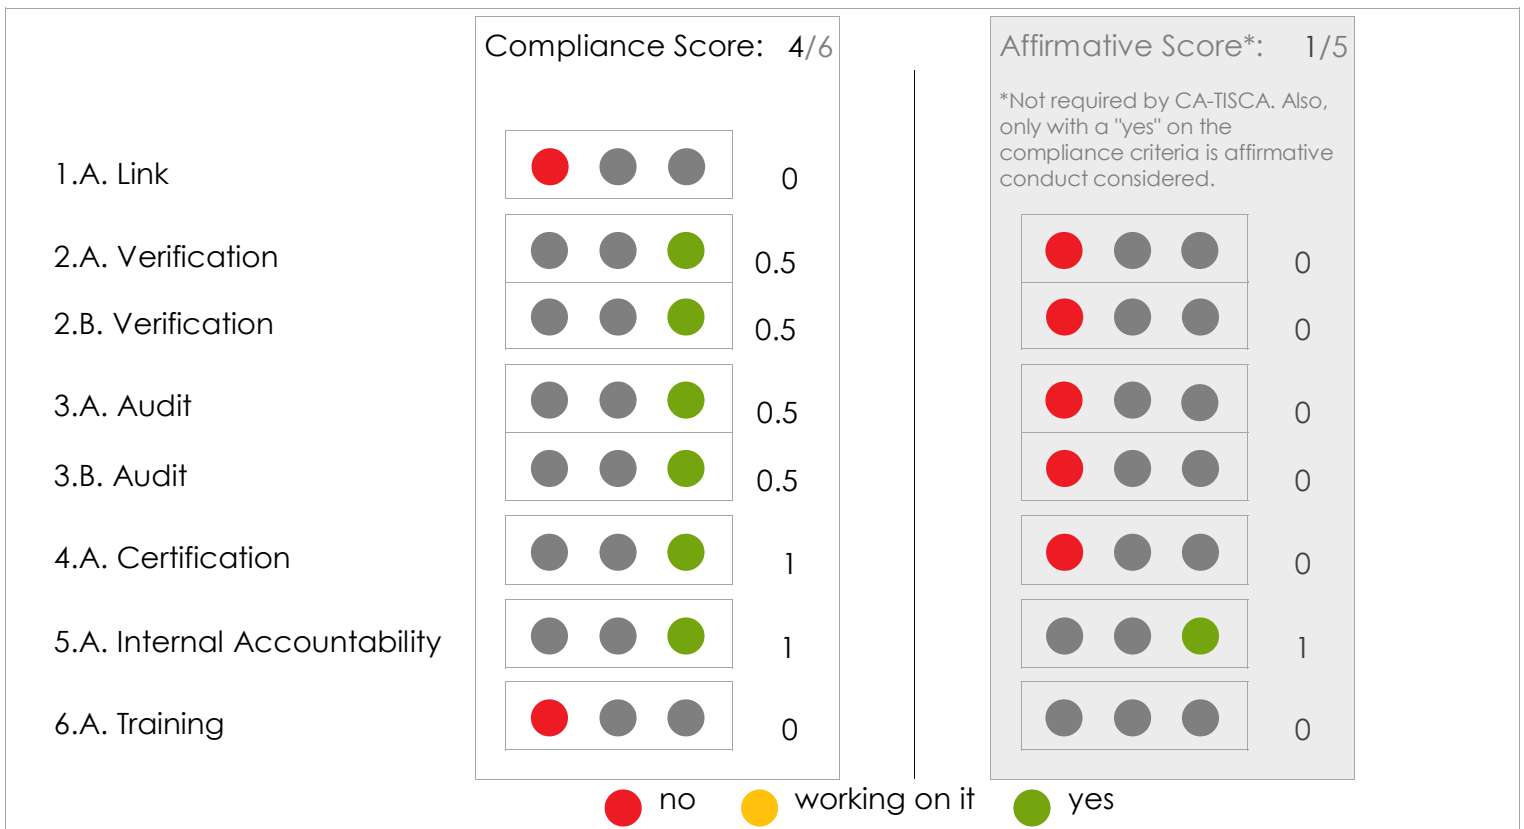 Compliance Score: 4/6
Affirmative Score*: 1/5
*Not required by CA-TISCA. Also,
only with a "yes" on the
compliance criteria is affirmative
conduct considered.
1.A. Link 0
2.A. Verification 0.5 0
2.B. Verification 0.5 0
3.A. Audit 0.5 0
3.B. Audit 0.5 0
4.A. Certification 1 0
5.A. Internal Accountability 1 1
6.A. Training 0 0
no working on it yes